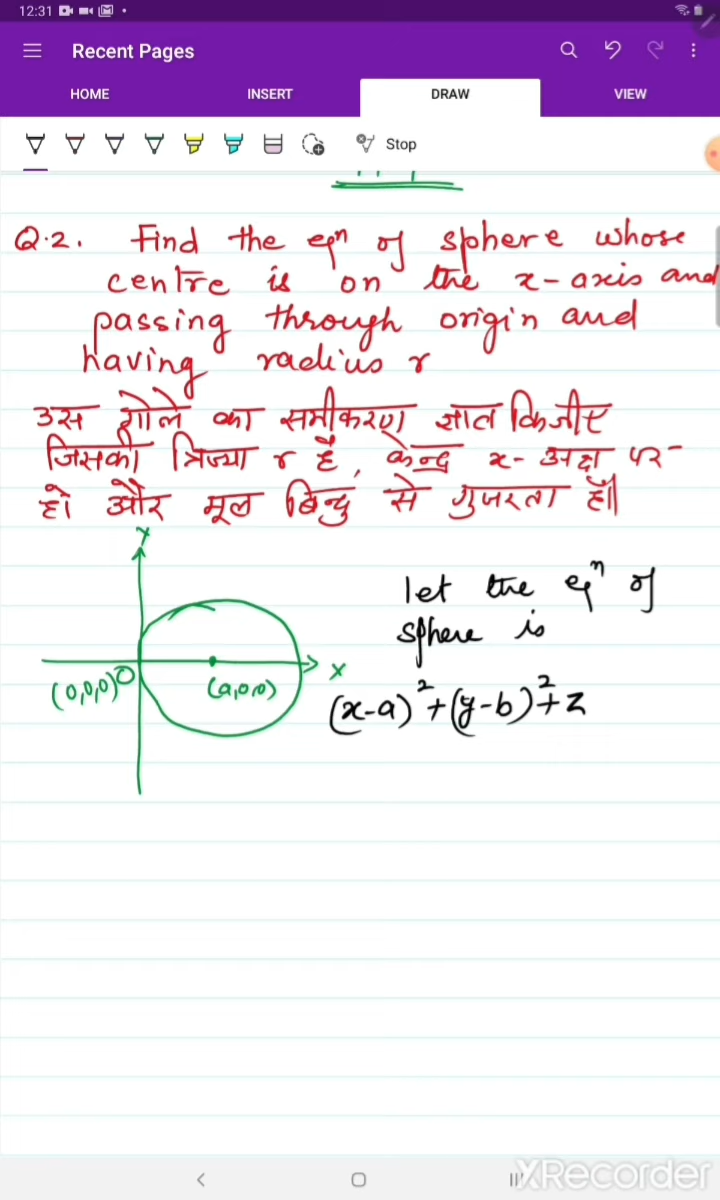 12:31
Recent Pages
HOME INSERT DRAW VIEW
Stop
Q.2. Find the eqⁿ of sphere whose
centre is on the x-axis and
passing through origin and
having radius r
उस गोले का समीकरण ज्ञात किजीए
जिसकी त्रिज्या r है, केन्द्र x-अक्ष पर
हो और मूल बिन्दु से गुजरता हो।
Y
X
O
(0,0,0)
(a,0,0)
let the eqⁿ of
sphere is
(x-a)²+(y-b)²+z
XRecorder